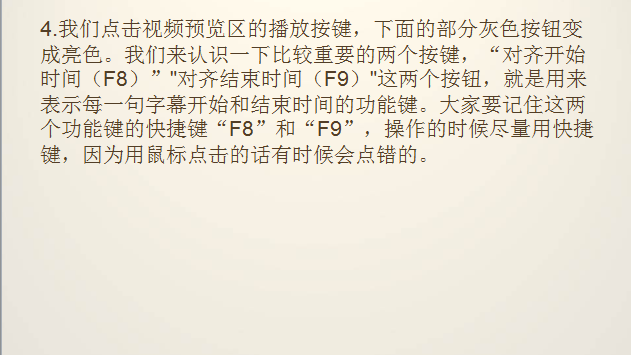 4.我们点击视频预览区的播放按键，下面的部分灰色按钮变
成亮色。我们来认识一下比较重要的两个按键，“对齐开始
时间（F8）”"对齐结束时间（F9）"这两个按钮，就是用来
表示每一句字幕开始和结束时间的功能键。大家要记住这两
个功能键的快捷键“F8”和“F9”，操作的时候尽量用快捷
键，因为用鼠标点击的话有时候会点错的。